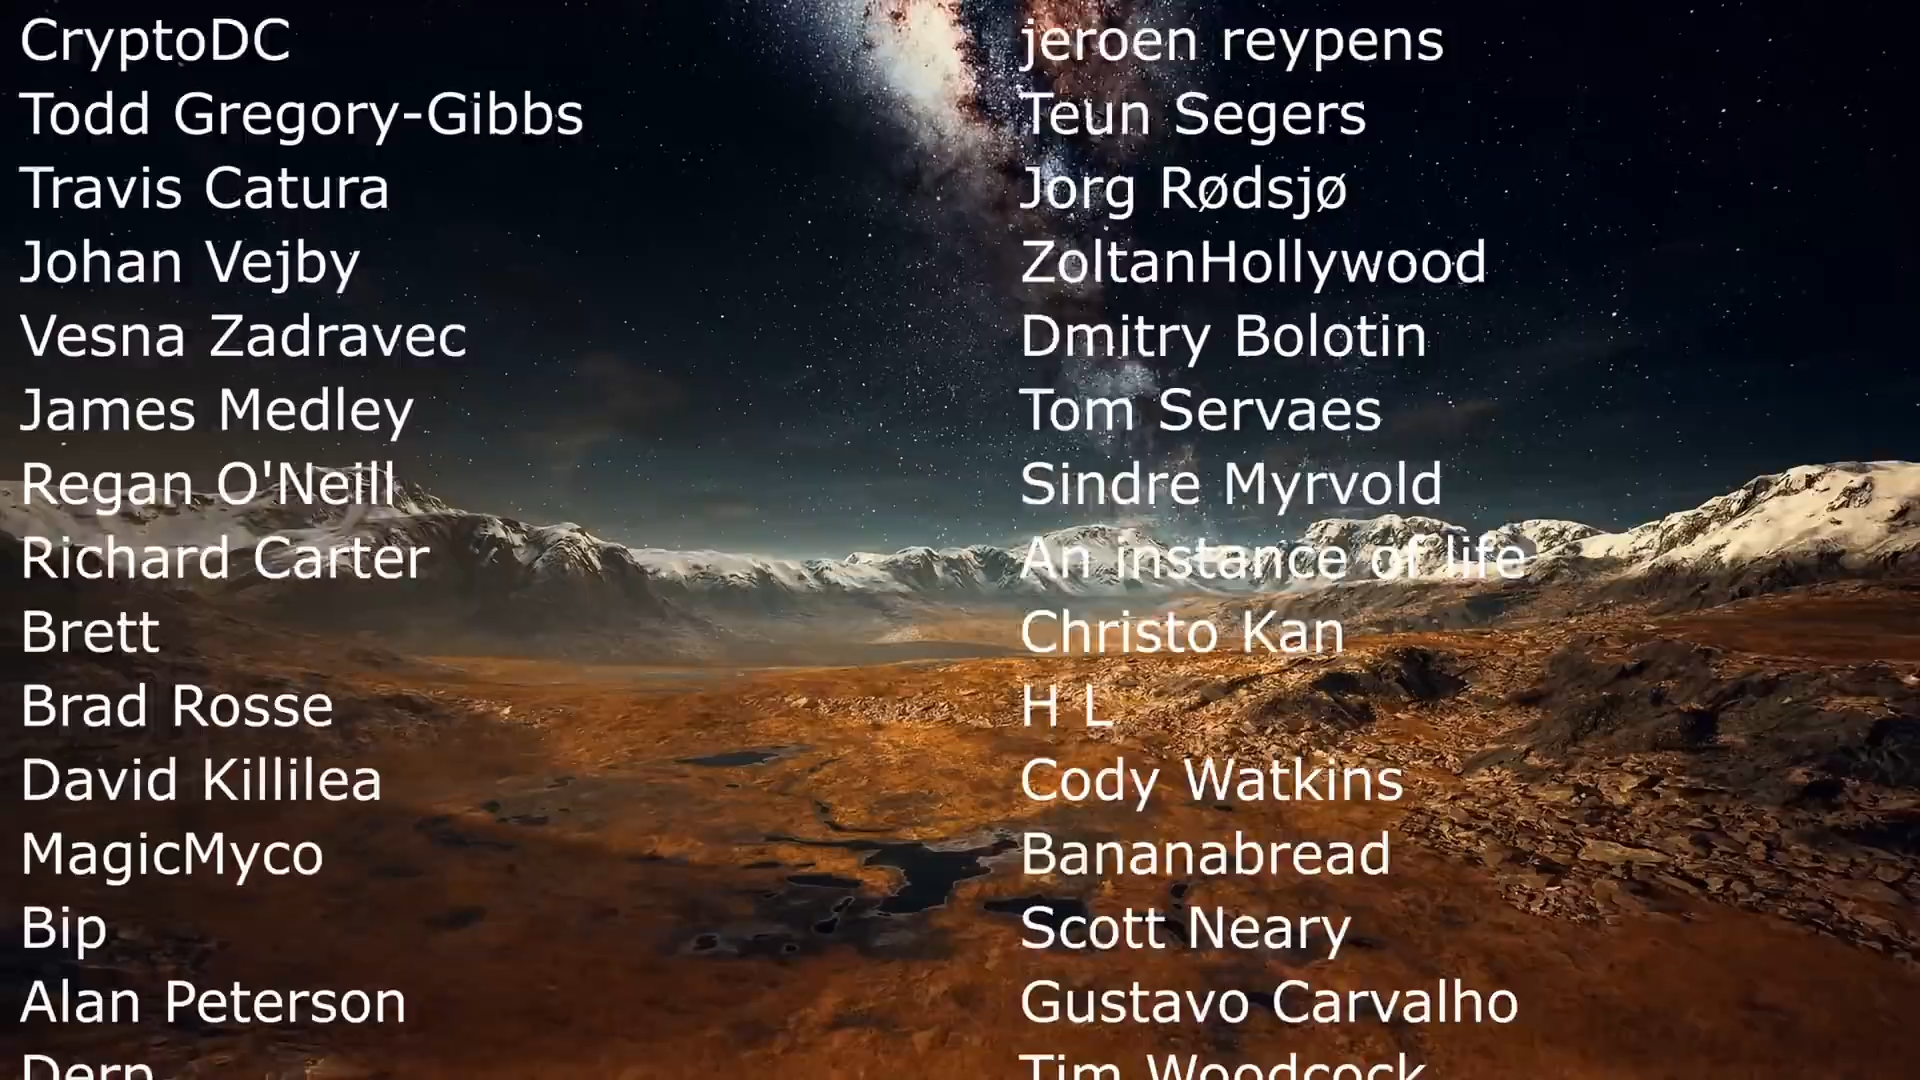 CryptoDC
Todd Gregory-Gibbs
Travis Catura
Johan Vejby
Vesna Zadravec
James Medley
Regan O'Neill
Richard Carter
Brett
Brad Rosse
David Killilea
MagicMyco
Bip
Alan Peterson
Dern
jeroen reypens
Teun Segers
Jorg Rødsjø
ZoltanHollywood
Dmitry Bolotin
Tom Servaes
Sindre Myrvold
An instance of life
Christo Kan
H L
Cody Watkins
Bananabread
Scott Neary
Gustavo Carvalho
Tim Woodcock